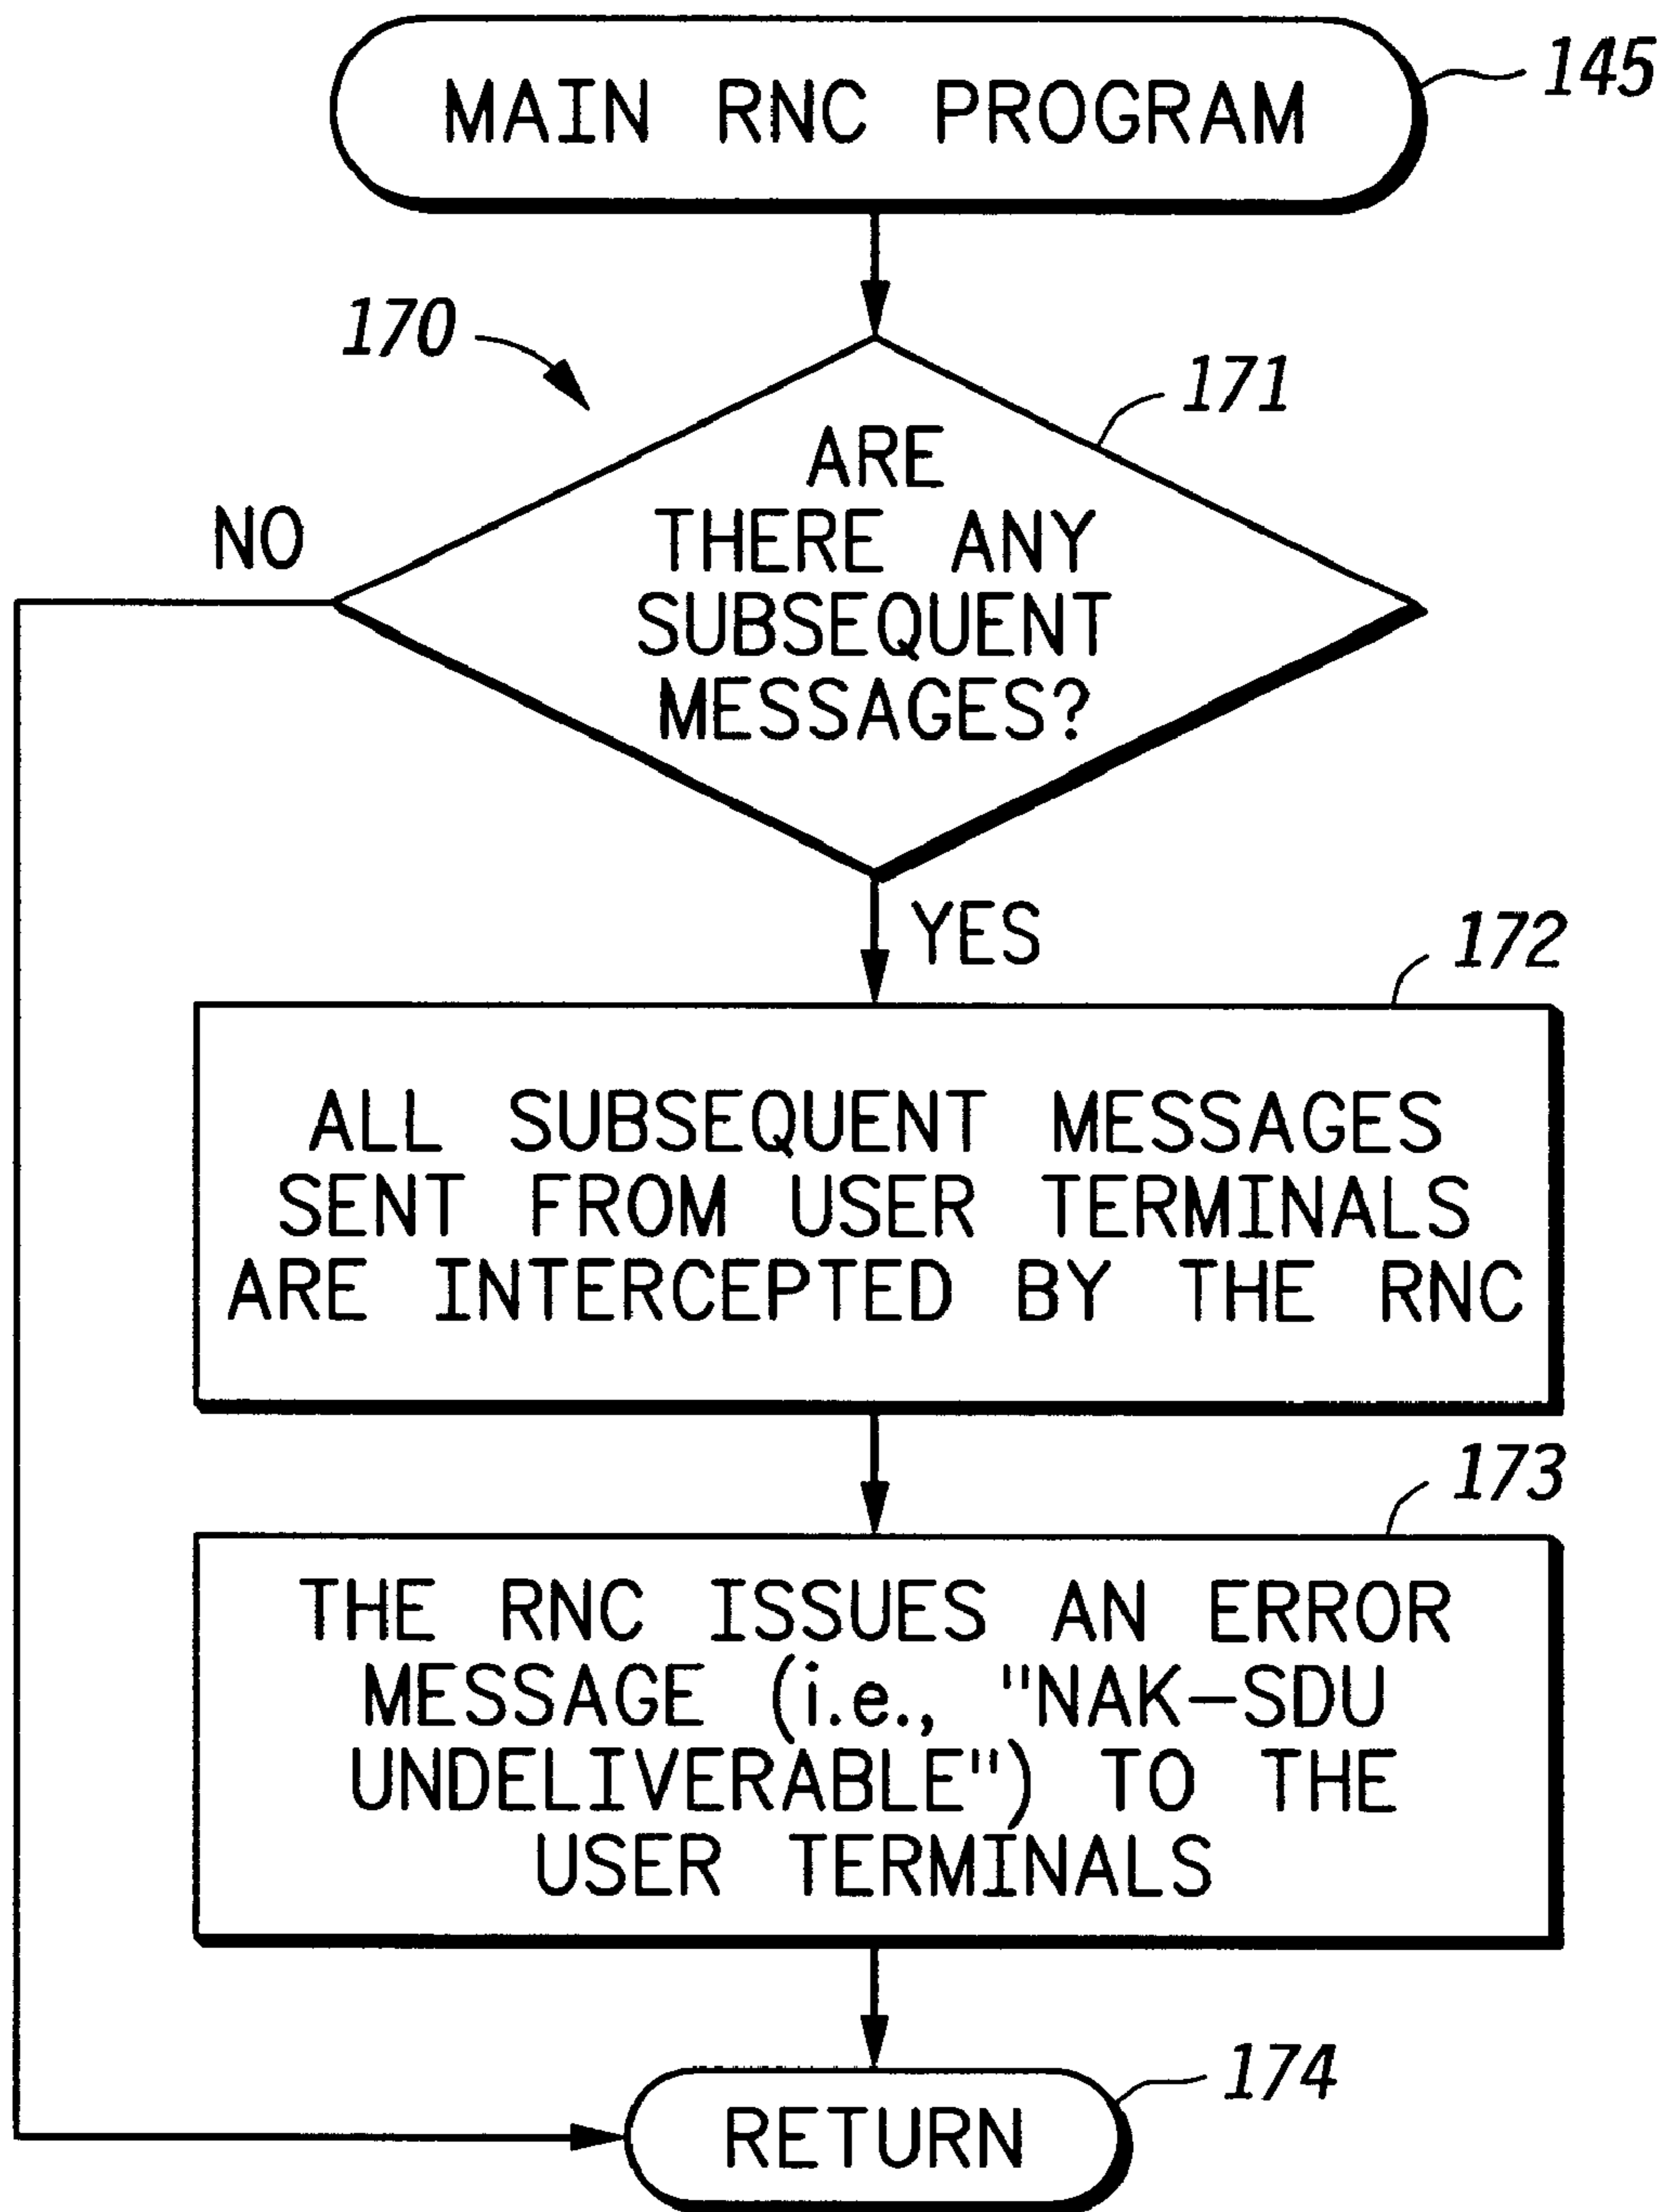 MAIN RNC PROGRAM
145
170
171
ARE
THERE ANY
SUBSEQUENT
MESSAGES?
NO
YES
172
ALL SUBSEQUENT MESSAGES
SENT FROM USER TERMINALS
ARE INTERCEPTED BY THE RNC
173
THE RNC ISSUES AN ERROR
MESSAGE (i.e., "NAK–SDU
UNDELIVERABLE") TO THE
USER TERMINALS
174
RETURN